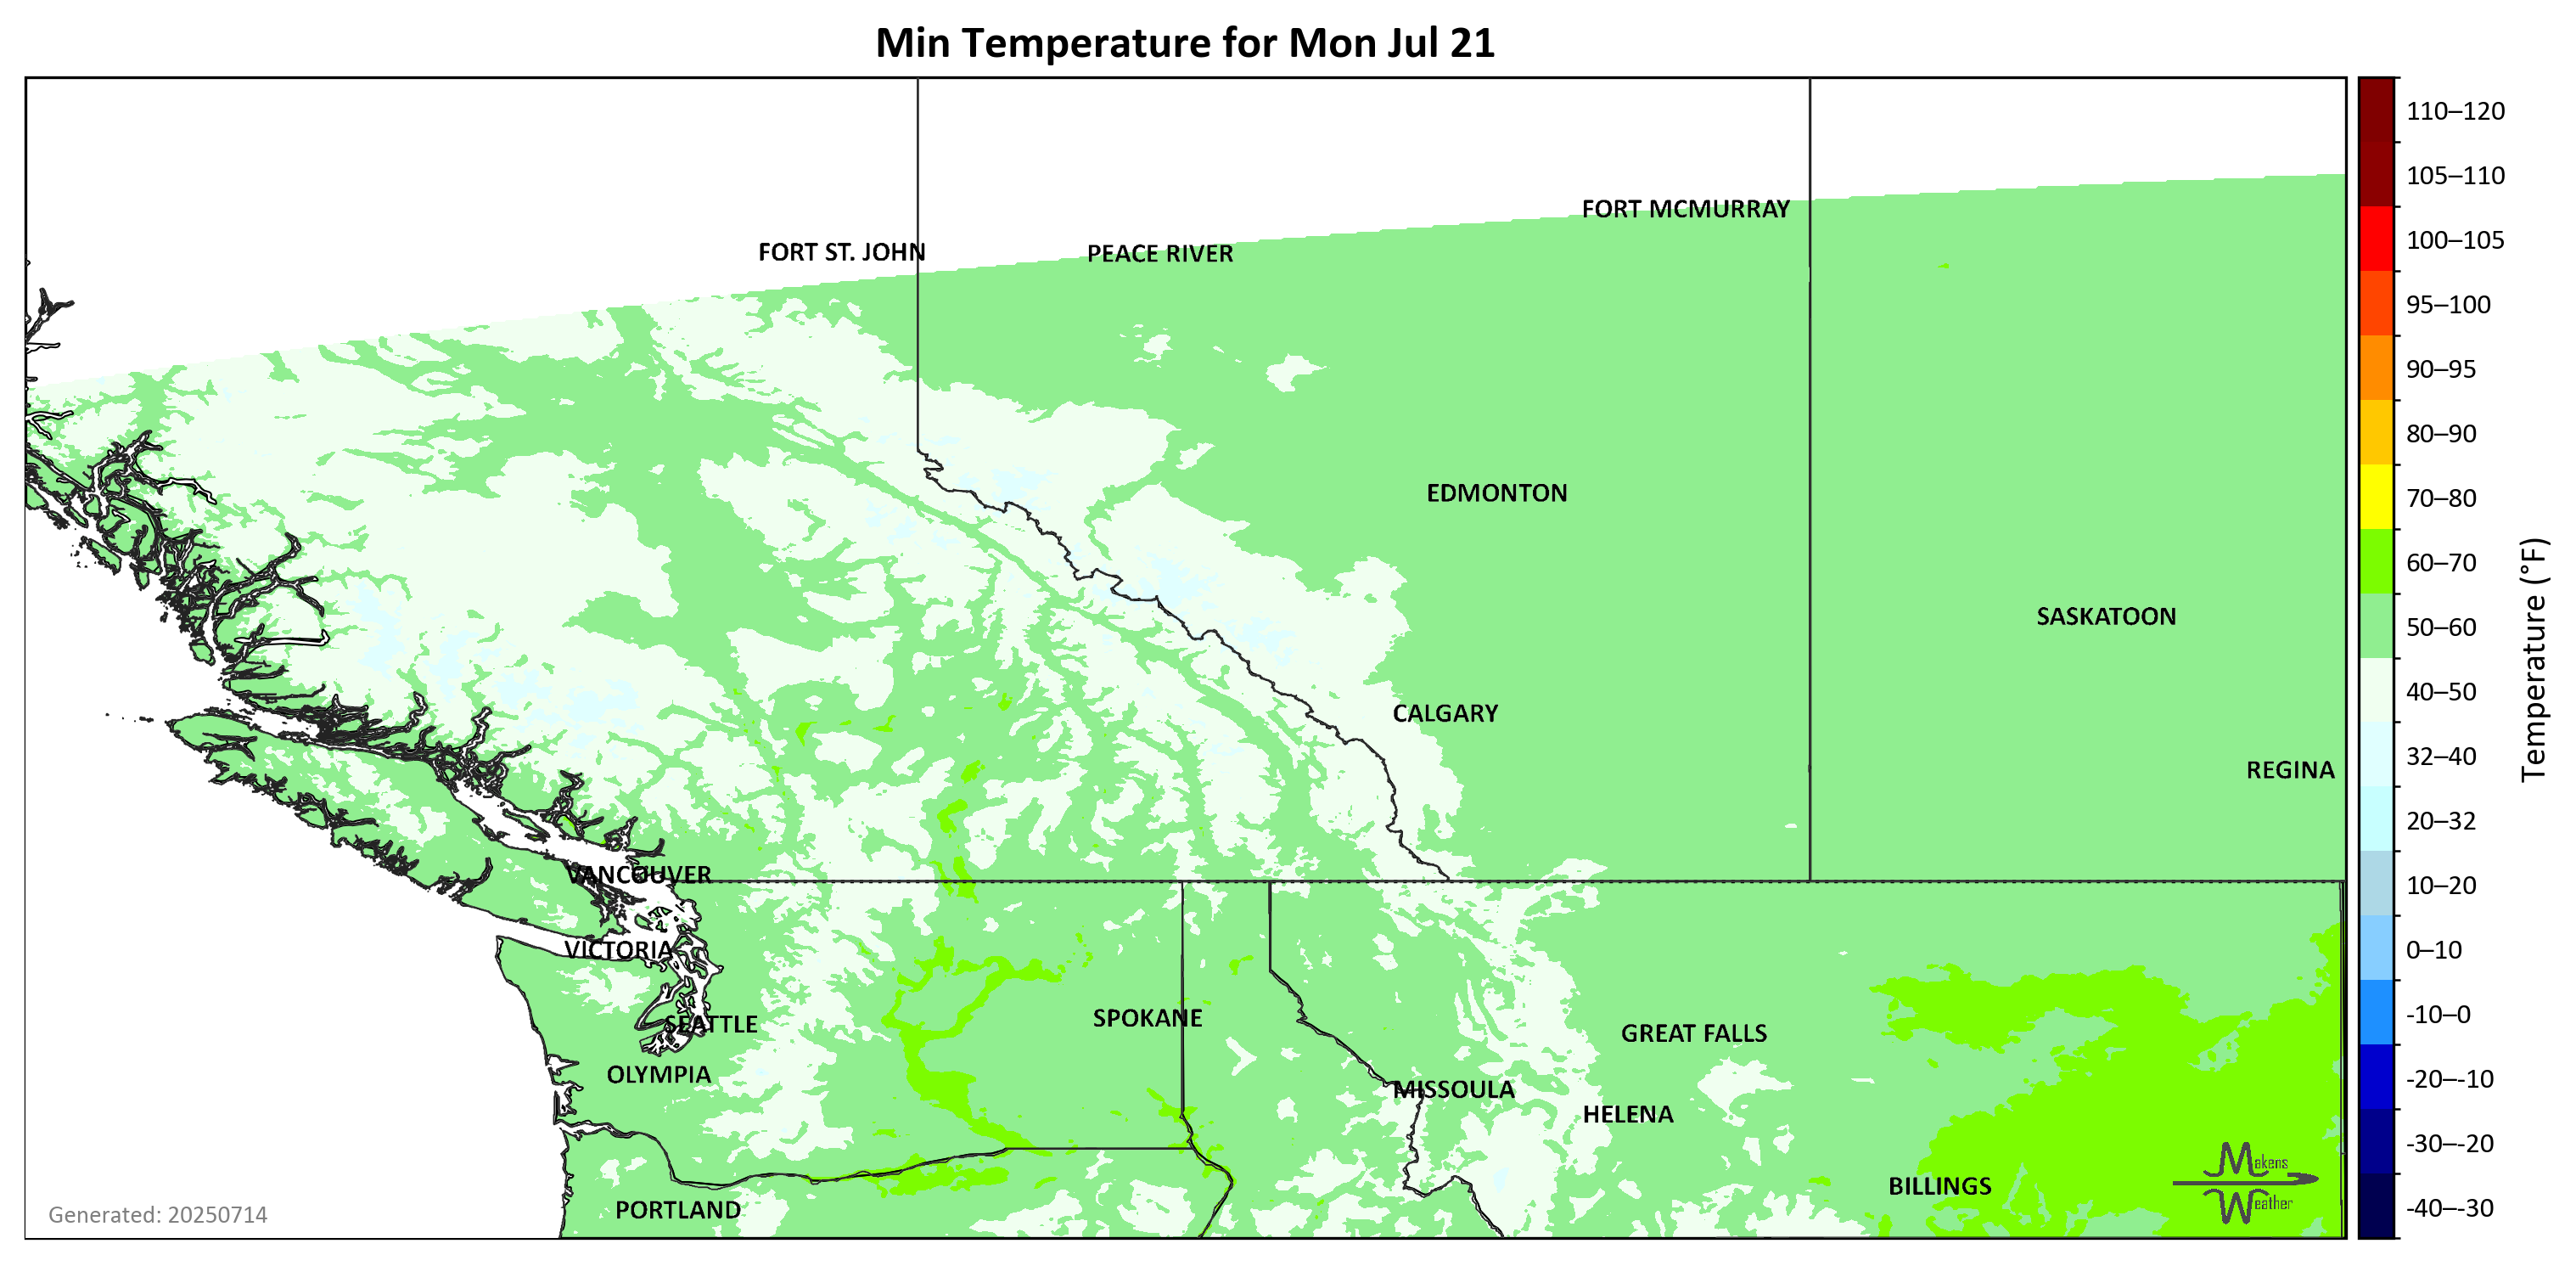 Min Temperature for Mon Jul 21
FORT MCMURRAY
FORT ST. JOHN
PEACE RIVER
EDMONTON
SASKATOON
CALGARY
REGINA
VANCOUVER
VICTORIA
SEATTLE
SPOKANE
GREAT FALLS
OLYMPIA
MISSOULA
HELENA
BILLINGS
PORTLAND
Makens
Weather
Generated: 20250714
110–120
105–110
100–105
95–100
90–95
80–90
70–80
60–70
50–60
40–50
32–40
20–32
10–20
0–10
-10–0
-20–-10
-30–-20
-40–-30
Temperature (°F)